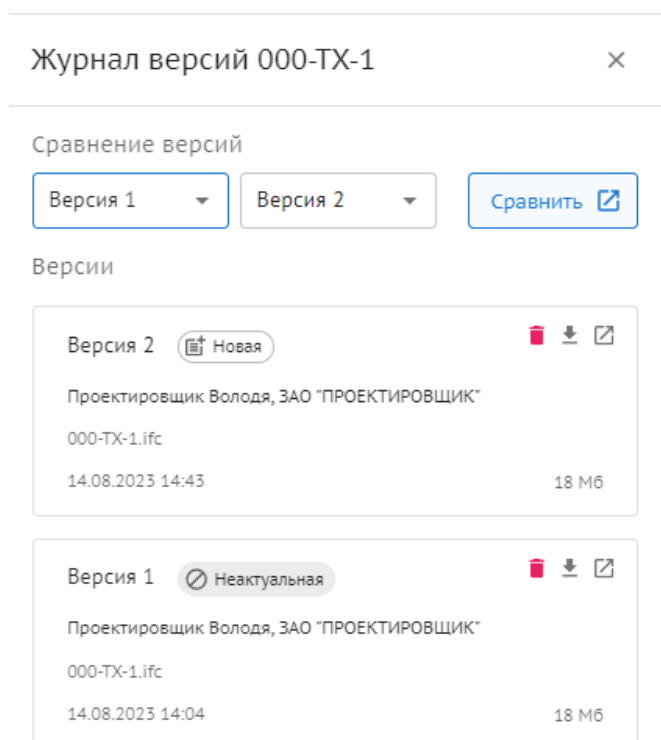 Журнал версий 000-ТХ-1
Сравнение версий
Версия 1
Версия 2
Сравнить
Версии
Версия 2
Новая
Проектировщик Володя, ЗАО "ПРОЕКТИРОВЩИК"
000-ТХ-1.ifc
14.08.2023 14:43
18 Мб
Версия 1
Неактуальная
Проектировщик Володя, ЗАО "ПРОЕКТИРОВЩИК"
000-ТХ-1.ifc
14.08.2023 14:04
18 Мб